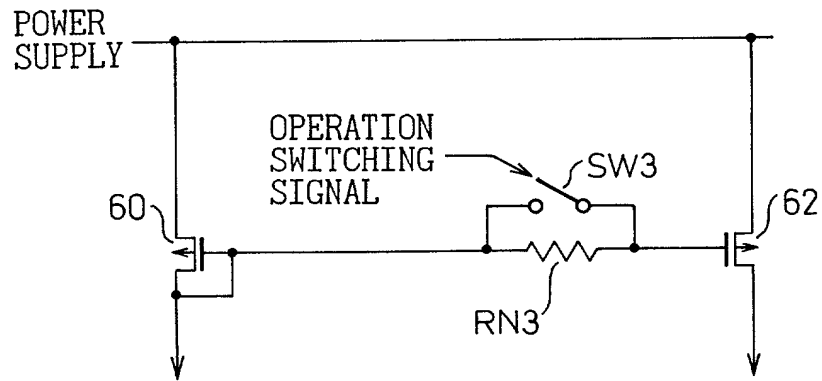 POWER
SUPPLY
OPERATION
SWITCHING
SIGNAL
SW3
60
62
RN3